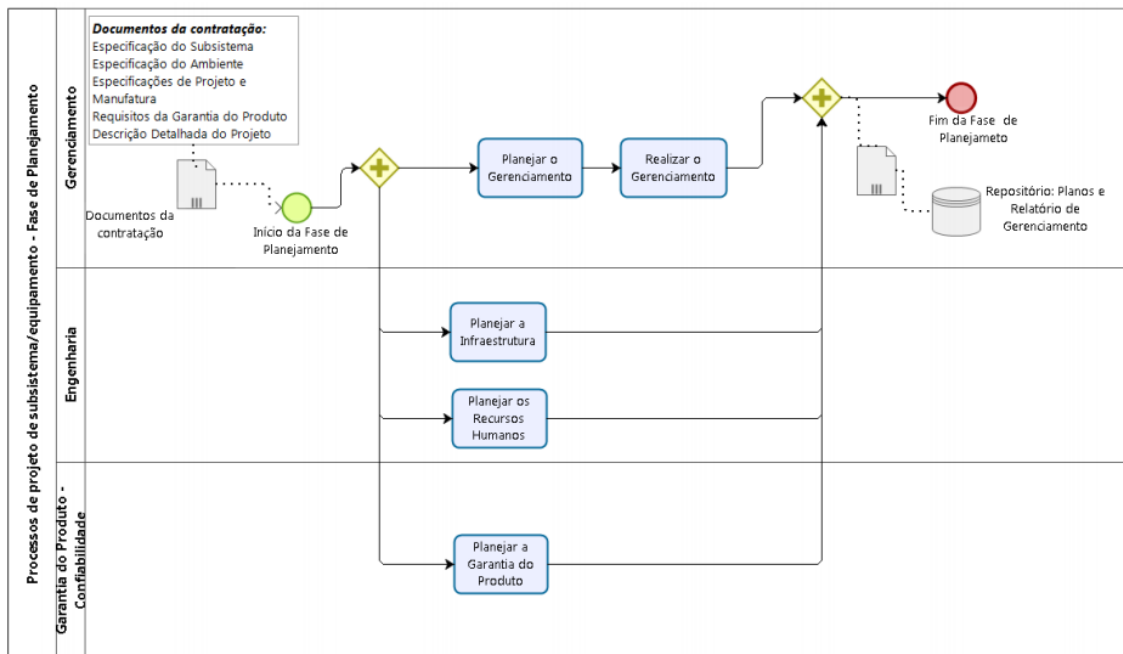 Processos de projeto de subsistema/equipamento - Fase de Planejamento
Gerenciamento
Documentos da contratação:
Especificação do Subsistema
Especificação do Ambiente
Especificações de Projeto e
Manufatura
Requisitos da Garantia do Produto
Descrição Detalhada do Projeto
Documentos da
contratação
Início da Fase de
Planejamento
Planejar o
Gerenciamento
Realizar o
Gerenciamento
Fim da Fase de
Planejameto
Repositório: Planos e
Relatório de
Gerenciamento
Engenharia
Planejar a
Infraestrutura
Planejar os
Recursos
Humanos
Garantia do Produto -
Confiabilidade
Planejar a
Garantia do
Produto